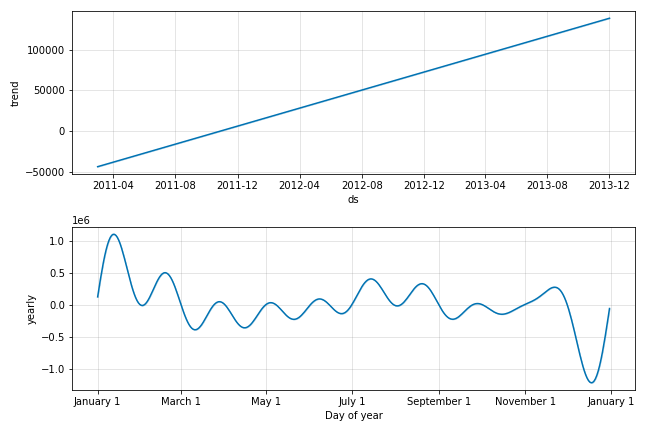 100000
50000
0
−50000
trend
2011-04 2011-08 2011-12 2012-04 2012-08 2012-12 2013-04 2013-08 2013-12
ds
1e6
1.0
0.5
0.0
−0.5
−1.0
yearly
January 1 March 1 May 1 July 1 September 1 November 1 January 1
Day of year